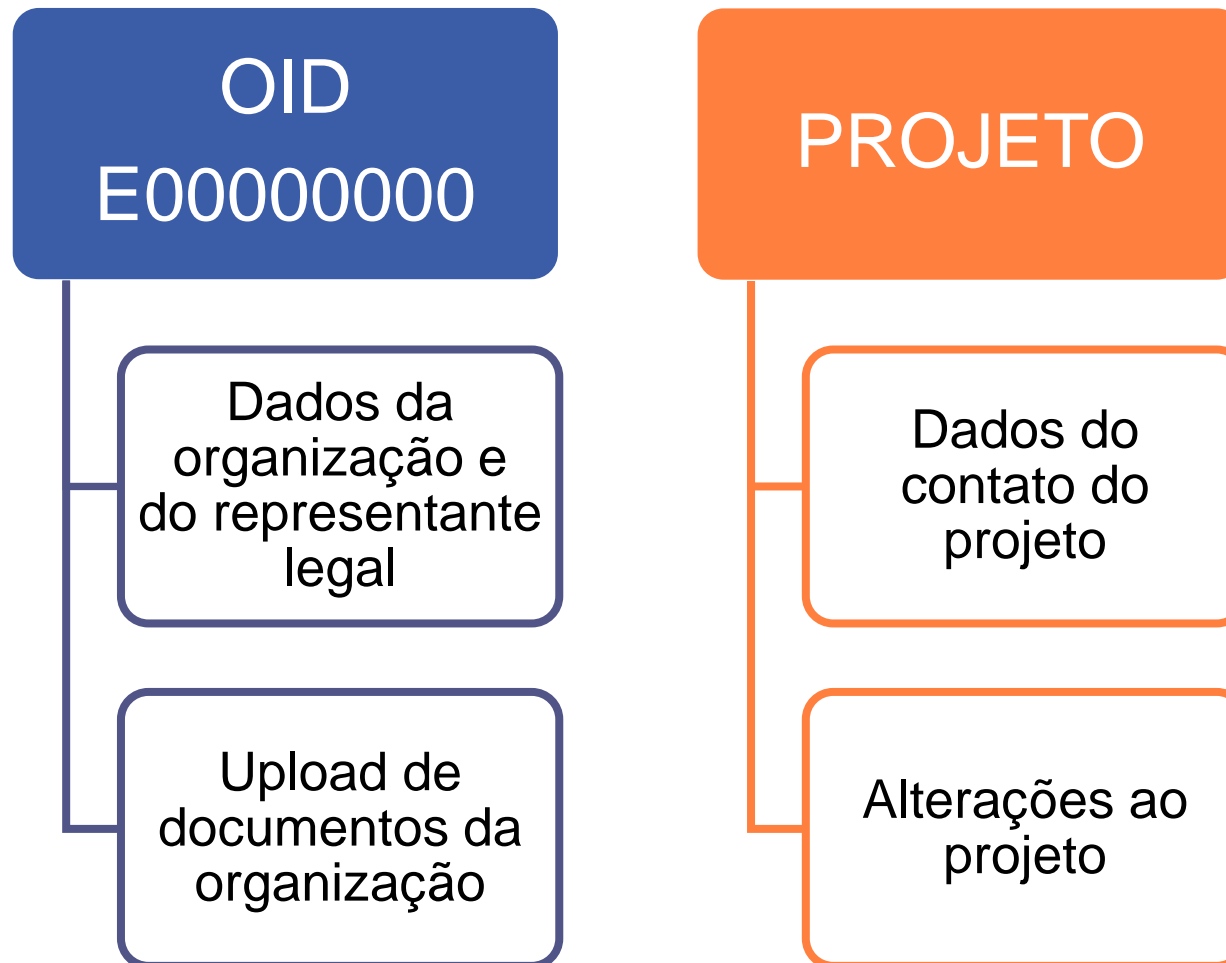 OID
E00000000
Dados da
organização e
do representante
legal
Upload de
documentos da
organização
PROJETO
Dados do
contato do
projeto
Alterações ao
projeto